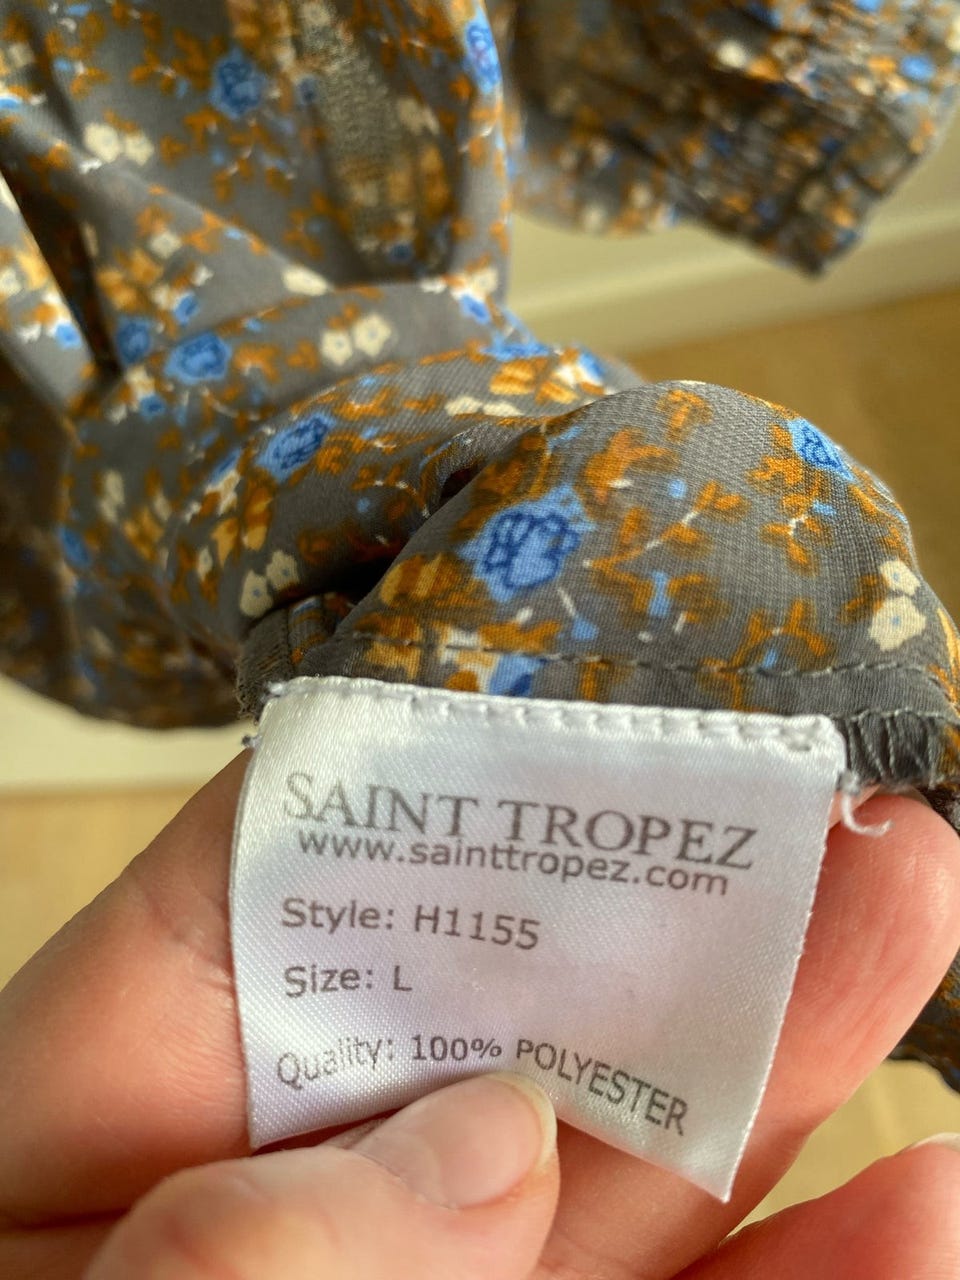 SAINT TROPEZ
www.sainttropez.com
Style: H1155
Size: L
Quality: 100% POLYESTER